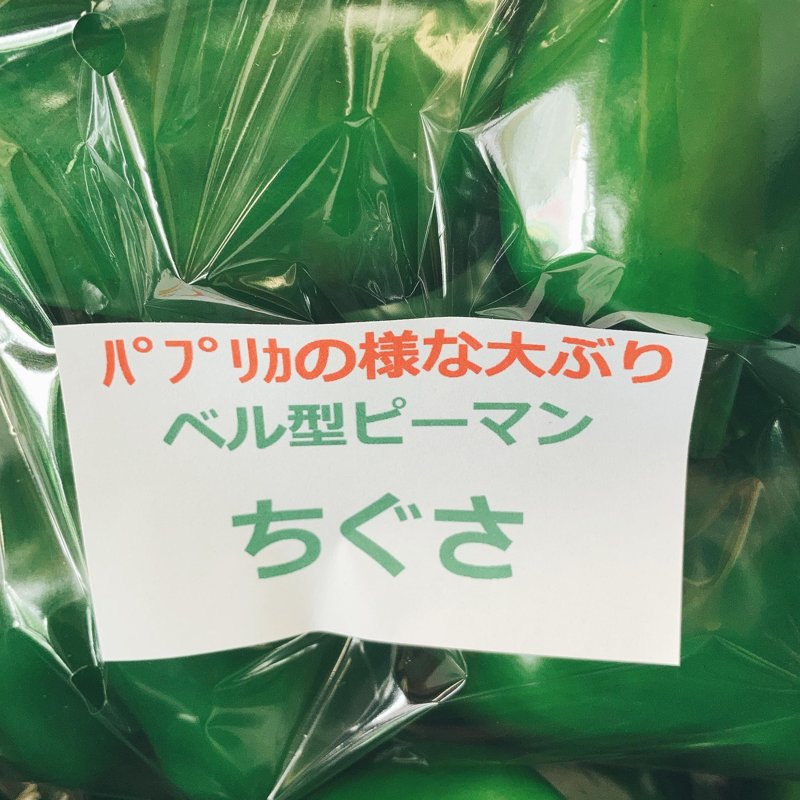 ﾊﾟﾌﾟﾘｶの様な大ぶり
ベル型ピーマン
ちぐさ